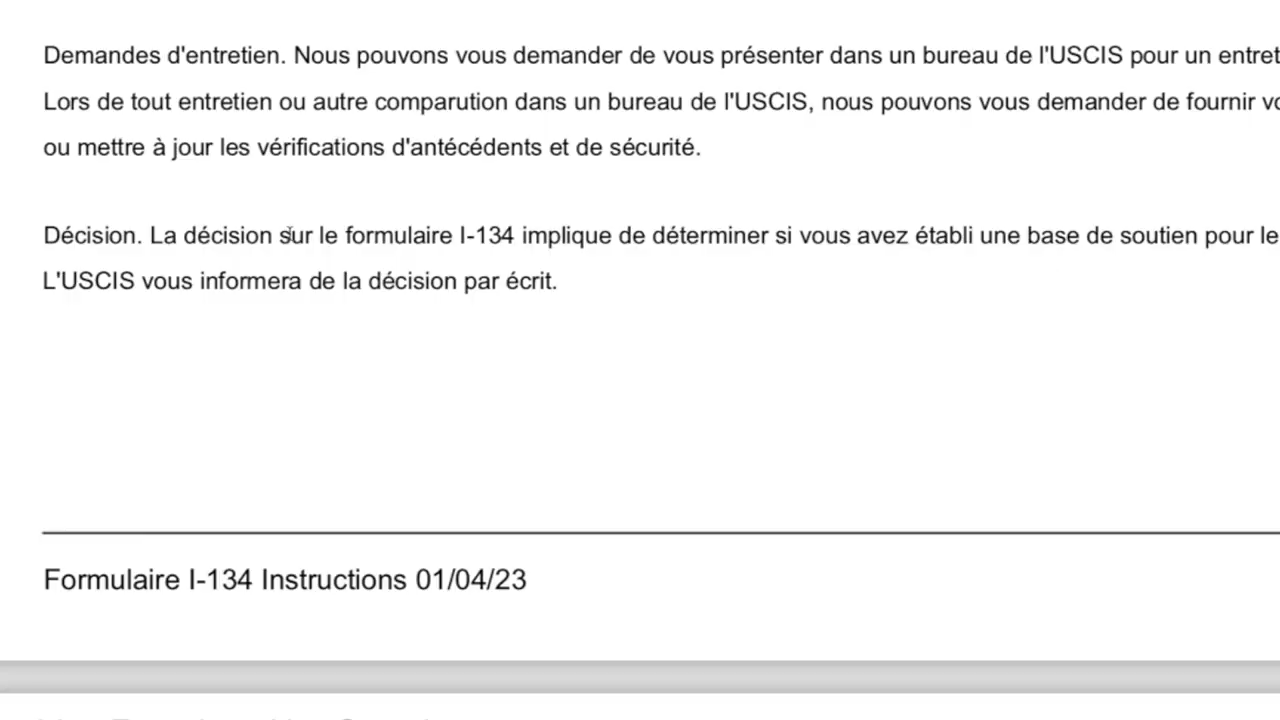 Demandes d'entretien. Nous pouvons vous demander de vous présenter dans un bureau de l'USCIS pour un
Lors de tout entretien ou autre comparution dans un bureau de l'USCIS, nous pouvons vous demander de fournir
ou mettre à jour les vérifications d'antécédents et de sécurité.
Décision. La décision sur le formulaire I-134 implique de déterminer si vous avez établi une base de soutien pour le
L'USCIS vous informera de la décision par écrit.
Formulaire I-134 Instructions 01/04/23